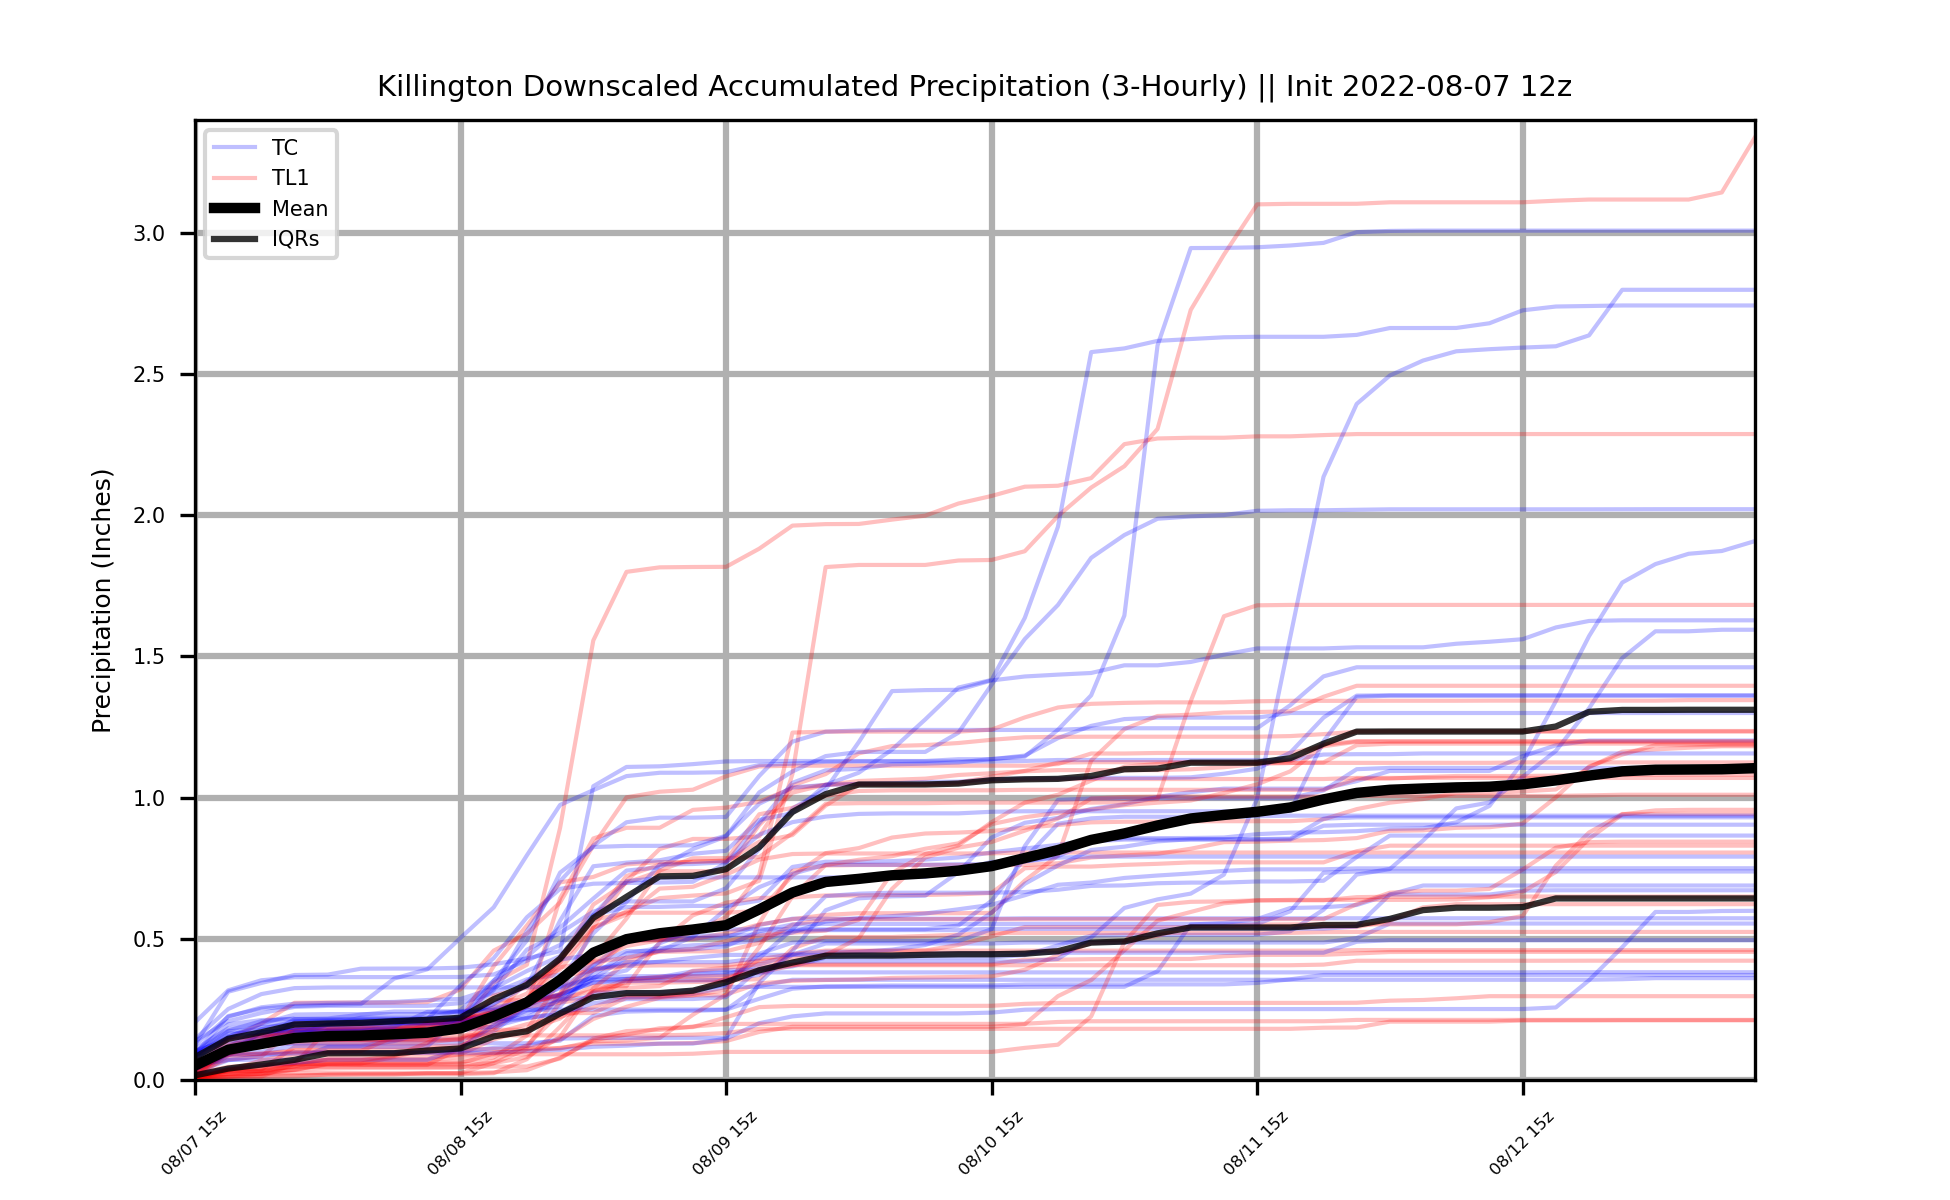 Killington Downscaled Accumulated Precipitation (3-Hourly) || Init 2022-08-07 12z
TC
TL1
Mean
IQRs
Precipitation (Inches)
3.0
2.5
2.0
1.5
1.0
0.5
0.0
08/07 15z
08/08 15z
08/09 15z
08/10 15z
08/11 15z
08/12 15z